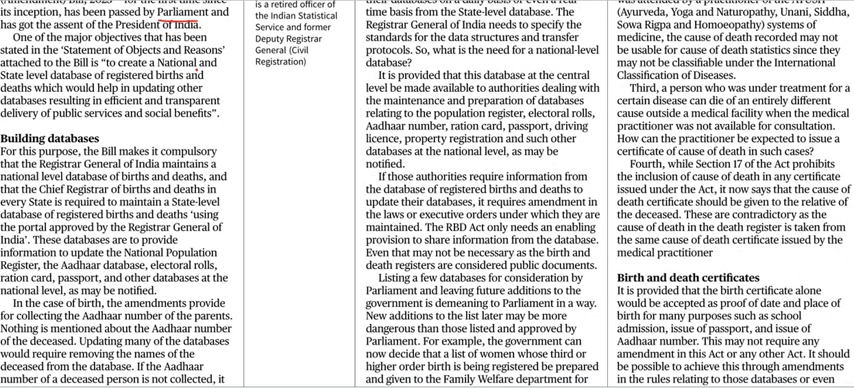 (Amendment) Bill, 2023 – for the first time since
its inception, has been passed by Parliament and
has got the assent of the President of India.
One of the major objectives that has been
stated in the ‘Statement of Objects and Reasons’
attached to the Bill is “to create a National and
State level database of registered births and
deaths which would help in updating other
databases resulting in efficient and transparent
delivery of public services and social benefits”.
Building databases
For this purpose, the Bill makes it compulsory
that the Registrar General of India maintains a
national level database of births and deaths, and
that the Chief Registrar of births and deaths in
every State is required to maintain a State-level
database of registered births and deaths ‘using
the portal approved by the Registrar General of
India’. These databases are to provide
information to update the National Population
Register, the Aadhaar database, electoral rolls,
ration card, passport, and other databases at the
national level, as may be notified.
In the case of birth, the amendments provide
for collecting the Aadhaar number of the parents.
Nothing is mentioned about the Aadhaar number
of the deceased. Updating many of the databases
would require removing the names of the
deceased from the database. If the Aadhaar
number of a deceased person is not collected, it
is a retired officer of
the Indian Statistical
Service and former
Deputy Registrar
General (Civil
Registration)
their databases on a daily basis or even a real-
time basis from the State-level database. The
Registrar General of India needs to specify the
standards for the data structures and transfer
protocols. So, what is the need for a national-level
database?
It is provided that this database at the central
level be made available to authorities dealing with
the maintenance and preparation of databases
relating to the population register, electoral rolls,
Aadhaar number, ration card, passport, driving
licence, property registration and such other
databases at the national level, as may be
notified.
If those authorities require information from
the database of registered births and deaths to
update their databases, it requires amendment in
the laws or executive orders under which they are
maintained. The RBD Act only needs an enabling
provision to share information from the database.
Even that may not be necessary as the birth and
death registers are considered public documents.
Listing a few databases for consideration by
Parliament and leaving future additions to the
government is demeaning to Parliament in a way.
New additions to the list later may be more
dangerous than those listed and approved by
Parliament. For example, the government can
now decide that a list of women whose third or
higher order birth is being registered be prepared
and given to the Family Welfare department for
was attended by a practitioner of the AYUSH
(Ayurveda, Yoga and Naturopathy, Unani, Siddha,
Sowa Rigpa and Homoeopathy) systems of
medicine, the cause of death recorded may not
be usable for cause of death statistics since they
may not be classifiable under the International
Classification of Diseases.
Third, a person who was under treatment for a
certain disease can die of an entirely different
cause outside a medical facility when the medical
practitioner was not available for consultation.
How can the practitioner be expected to issue a
certificate of cause of death in such cases?
Fourth, while Section 17 of the Act prohibits
the inclusion of cause of death in any certificate
issued under the Act, it now says that the cause of
death certificate should be given to the relative of
the deceased. These are contradictory as the
cause of death in the death register is taken from
the same cause of death certificate issued by the
medical practitioner
Birth and death certificates
It is provided that the birth certificate alone
would be accepted as proof of date and place of
birth for many purposes such as school
admission, issue of passport, and issue of
Aadhaar number. This may not require any
amendment in this Act or any other Act. It should
be possible to achieve this through amendments
in the rules relating to those databases or even